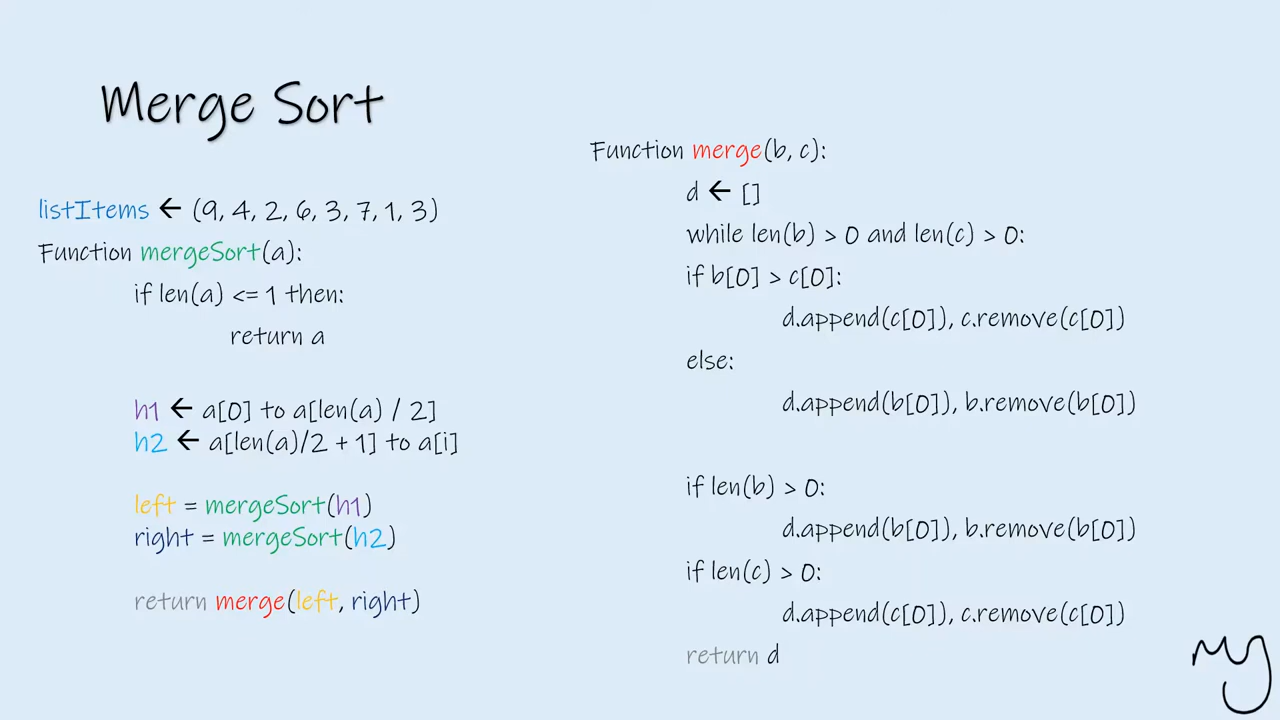 Merge Sort
listItems ← (9, 4, 2, 6, 3, 7, 1, 3)
Function mergeSort(a):
if len(a) <= 1 then:
return a
h1 ← a[0] to a[len(a) / 2]
h2 ← a[len(a)/2 + 1] to a[i]
left = mergeSort(h1)
right = mergeSort(h2)
return merge(left, right)
Function merge(b, c):
d ← []
while len(b) > 0 and len(c) > 0:
if b[0] > c[0]:
d.append(c[0]), c.remove(c[0])
else:
d.append(b[0]), b.remove(b[0])
if len(b) > 0:
d.append(b[0]), b.remove(b[0])
if len(c) > 0:
d.append(c[0]), c.remove(c[0])
return d
my